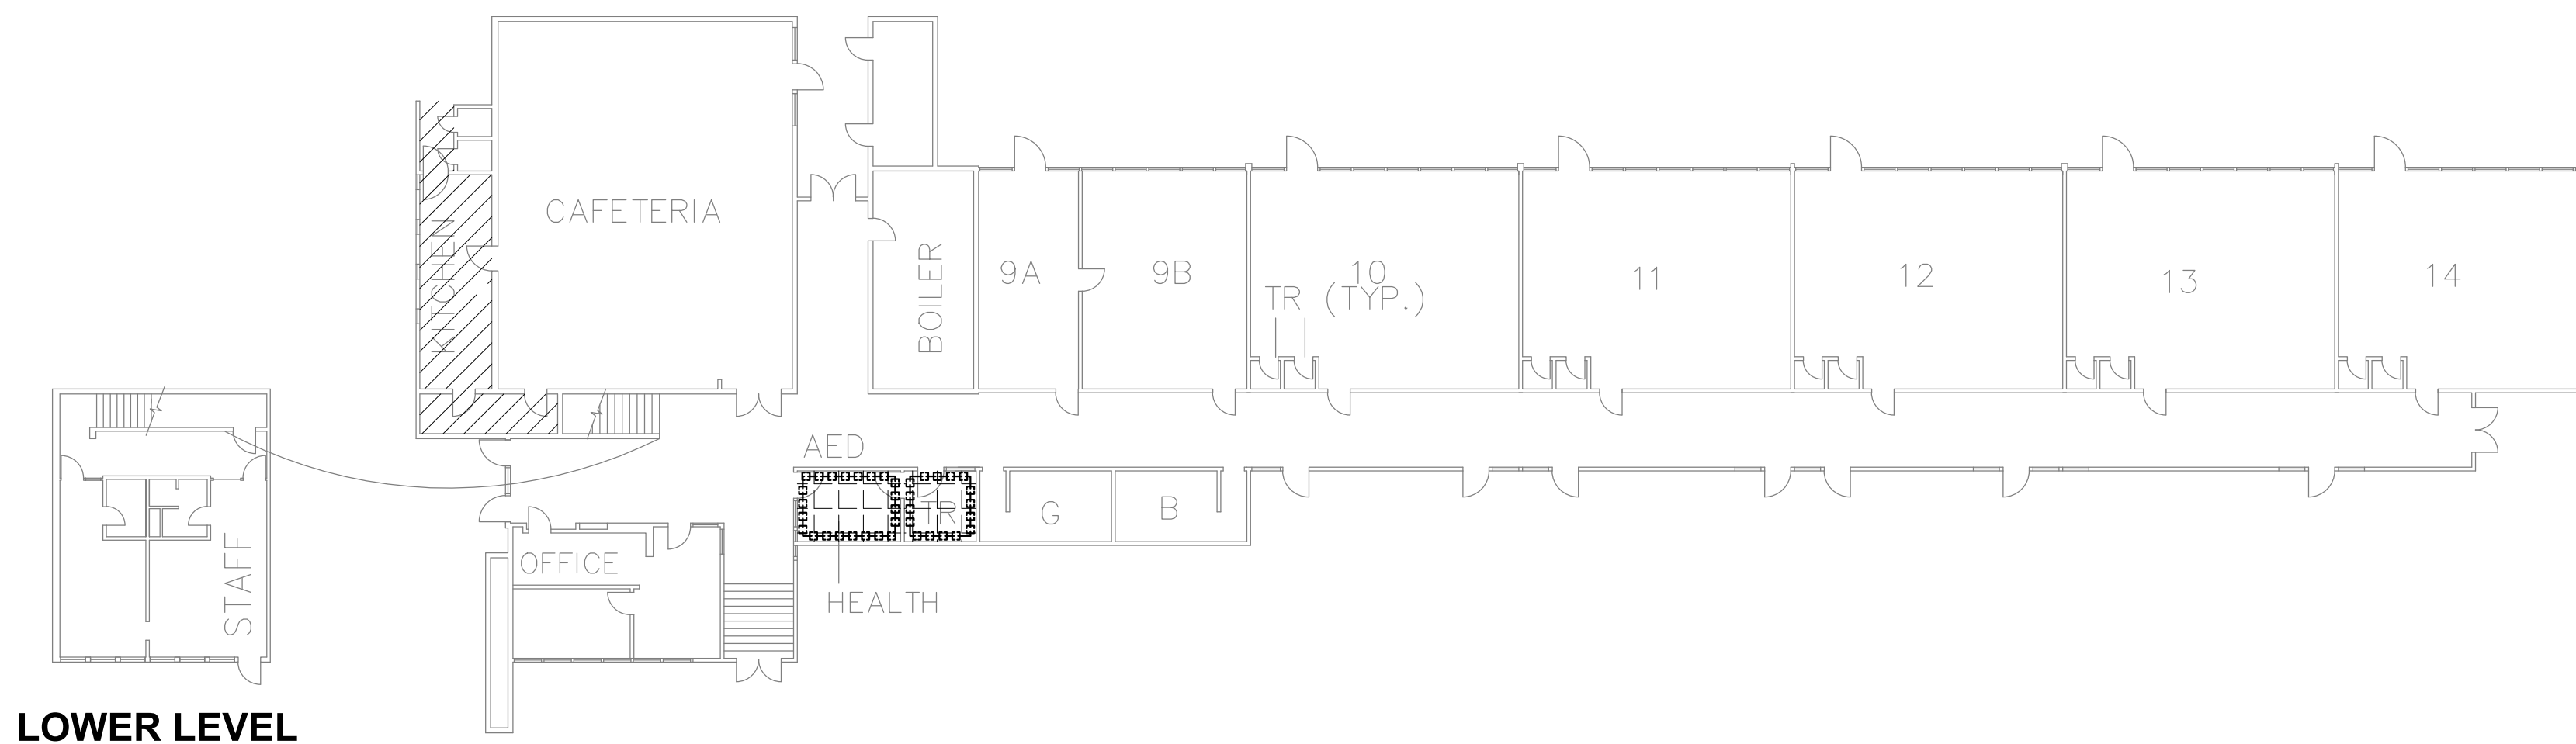 CAFETERIA
KITCHEN
BOILER
9A
9B
10
TR (TYP.)
11
12
13
14
AED
TR
G
B
STAFF
OFFICE
HEALTH
LOWER LEVEL